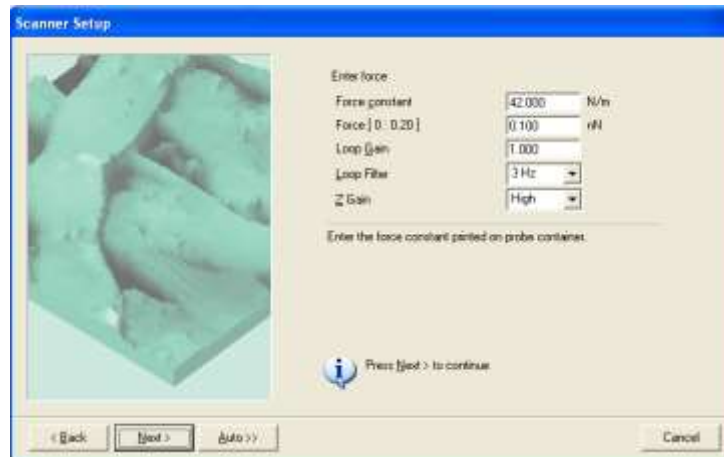 Scanner Setup
Enter force
Force constant 42.000 N/m
Force [ 0 : 0.20 ] 0.100 nN
Loop Gain 1.000
Loop Filter 3 Hz
Z Gain High
Enter the force constant printed on probe container.
Press Next > to continue
< Back Next > Auto >> Cancel